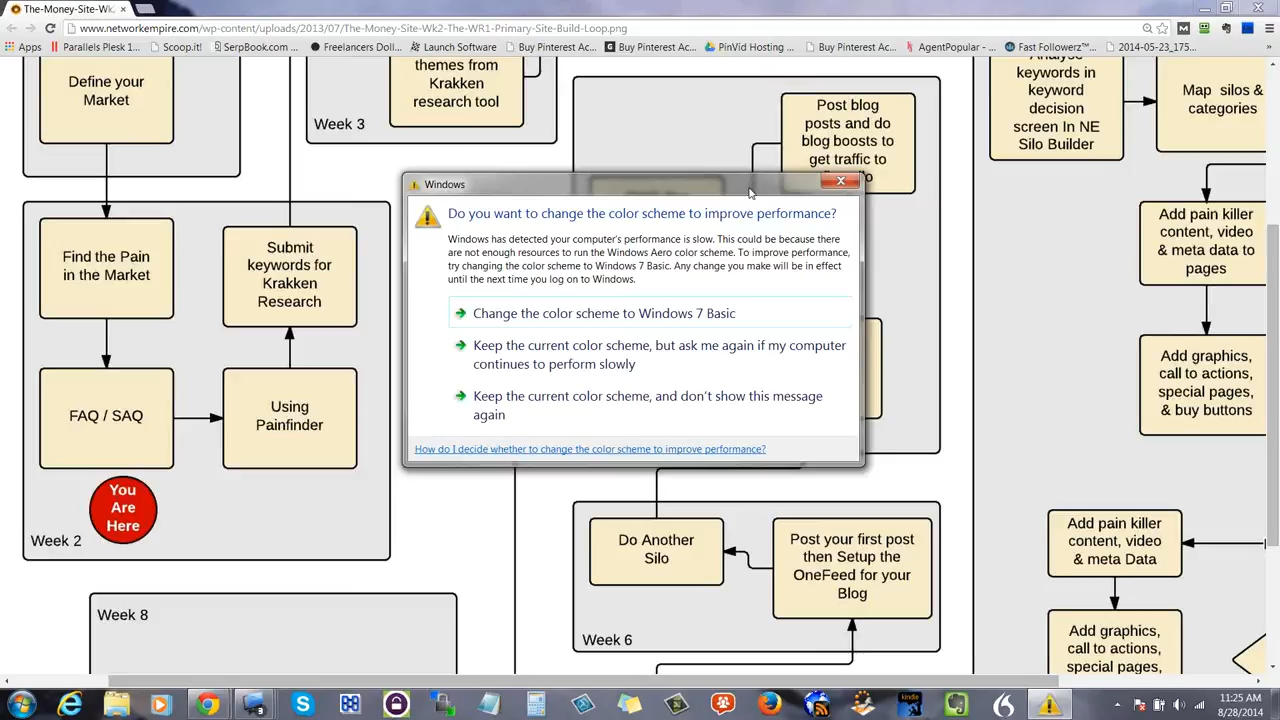 The-Money-Site-Wk
www.networkempire.com/wp-content/uploads/2013/07/The-Money-Site-Wk2-The-WR1-Primary-Site-Build-Loop.png
Apps
Parallels Plesk 1...
Scoop.it!
SerpBook.com ...
Freelancers Doll...
Launch Software
Buy Pinterest Ac...
Buy Pinterest Ac...
PinVid Hosting ...
Buy Pinterest Ac...
AgentPopular - ...
Fast Followerz™...
2014-05-23_175...
Define your
Market
themes from
Krakken
research tool
Week 3
Post blog
posts and do
blog boosts to
get traffic to
Analyse
keywords in
keyword
decision
screen In NE
Silo Builder
Map silos &
categories
Windows
Do you want to change the color scheme to improve performance?
Windows has detected your computer's performance is slow. This could be because there
are not enough resources to run the Windows Aero color scheme. To improve performance,
try changing the color scheme to Windows 7 Basic. Any change you make will be in effect
until the next time you log on to Windows.
Change the color scheme to Windows 7 Basic
Keep the current color scheme, but ask me again if my computer
continues to perform slowly
Keep the current color scheme, and don't show this message
again
How do I decide whether to change the color scheme to improve performance?
Find the Pain
in the Market
Submit
keywords for
Krakken
Research
FAQ / SAQ
Using
Pathfinder
You
Are
Here
Week 2
Add pain killer
content, video
& meta data to
pages
Add graphics,
call to actions,
special pages,
& buy buttons
Do Another
Silo
Post your first post
then Setup the
OneFeed for your
Blog
Week 6
Add pain killer
content, video
& meta Data
Add graphics,
call to actions,
special pages,
Week 8
kindle
11:25 AM
8/28/2014